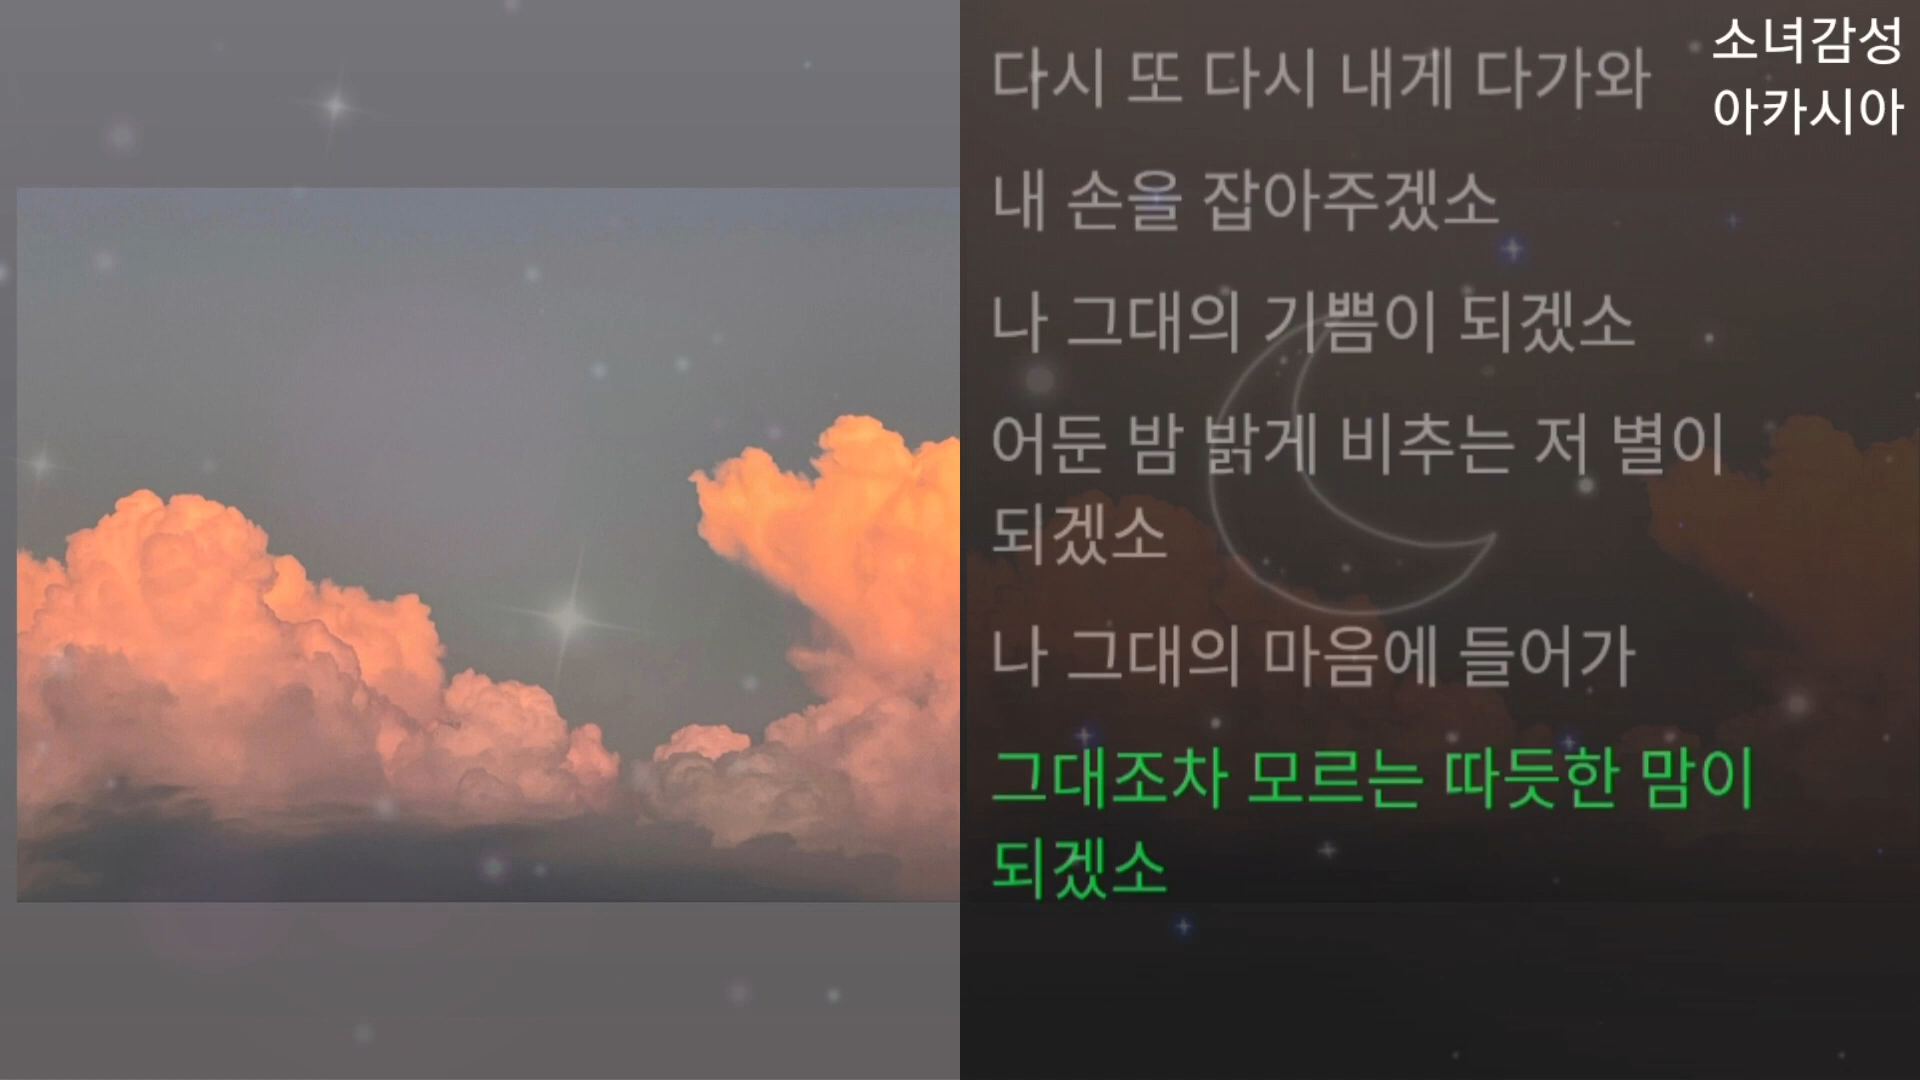 다시 또 다시 내게 다가와
내 손을 잡아주겠소
나 그대의 기쁨이 되겠소
어둔 밤 밝게 비추는 저 별이
되겠소
나 그대의 마음에 들어가
그대조차 모르는 따듯한 맘이
되겠소
소녀감성
아카시아